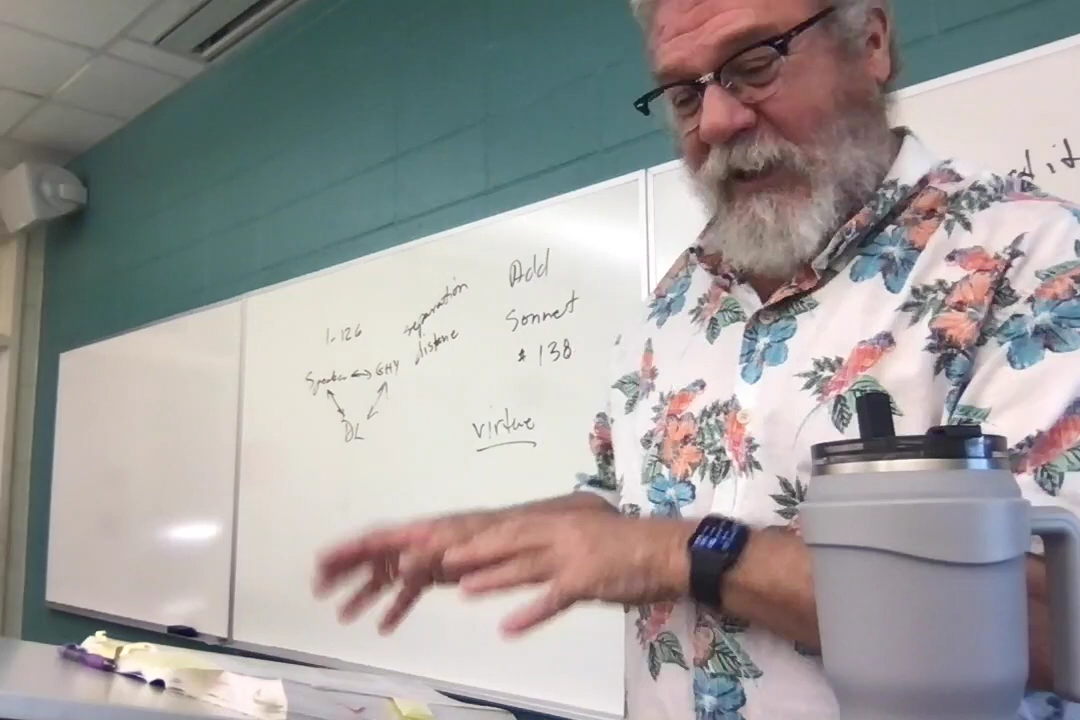 1-126
separation
distance
Speaker GHY
DL
Add
Sonnet
# 138
virtue